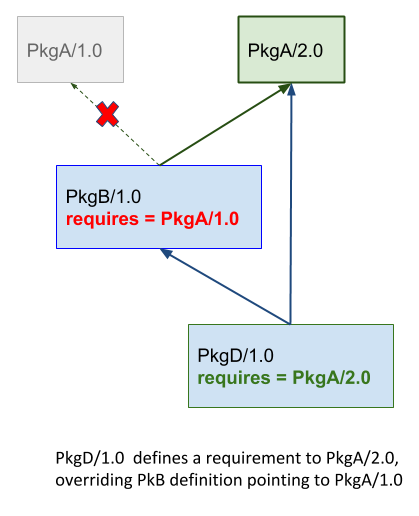 PkgA/1.0
PkgA/2.0
PkgB/1.0
requires = PkgA/1.0
PkgD/1.0
requires = PkgA/2.0
PkgD/1.0 defines a requirement to PkgA/2.0,
overriding PkB definition pointing to PkgA/1.0